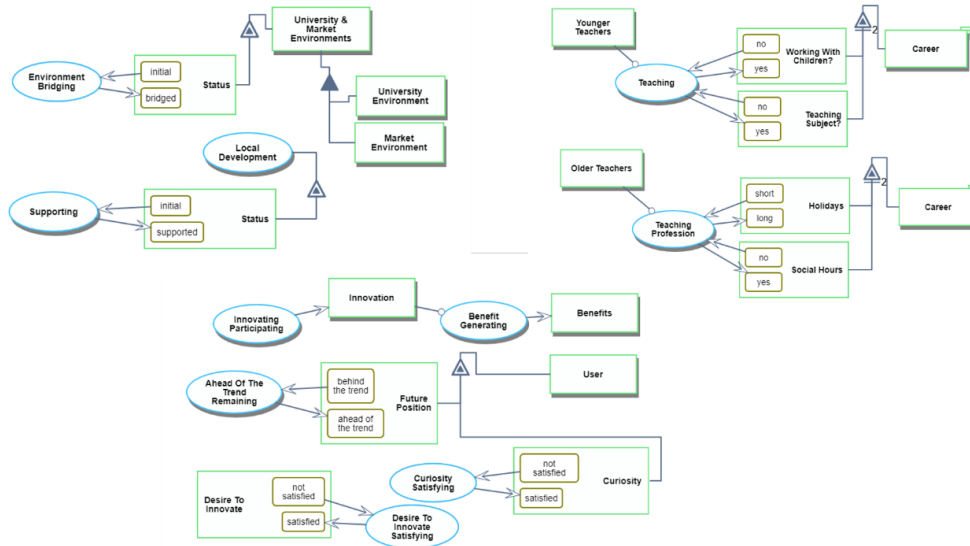 University &
Market
Environments
Environment
Bridging
initial
bridged
Status
University
Environment
Market
Environment
Local
Development
Supporting
initial
supported
Status
Younger
Teachers
Teaching
no
yes
Working With
Children?
2
Career
no
yes
Teaching
Subject?
Older Teachers
Teaching
Profession
short
long
Holidays
2
Career
no
yes
Social Hours
Innovating
Participating
Innovation
Benefit
Generating
Benefits
Ahead Of The
Trend
Remaining
behind
the trend
ahead of
the trend
Future
Position
User
Curiosity
Satisfying
not
satisfied
satisfied
Curiosity
Desire To
Innovate
not
satisfied
satisfied
Desire To
Innovate
Satisfying